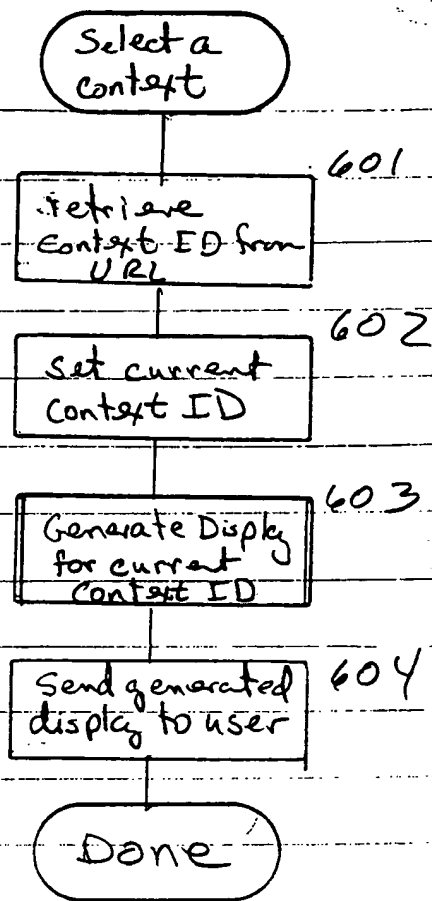 Select a
context
601
retrieve
Context ID from
URL
602
Set current
Context ID
603
Generate Display
for current
Context ID
604
Send generated
display to user
Done